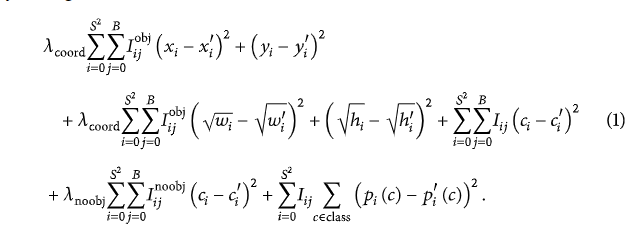 λ_coord ∑_{i=0}^{S²} ∑_{j=0}^{B} I_{ij}^{obj} (x_i − x′_i)² + (y_i − y′_i)²
+ λ_coord ∑_{i=0}^{S²} ∑_{j=0}^{B} I_{ij}^{obj} (√w_i − √w′_i)² + (√h_i − √h′_i)² + ∑_{i=0}^{S²} ∑_{j=0}^{B} I_{ij} (c_i − c′_i)² (1)
+ λ_noobj ∑_{i=0}^{S²} ∑_{j=0}^{B} I_{ij}^{noobj} (c_i − c′_i)² + ∑_{i=0}^{S²} I_{ij} ∑_{c∈class} (p_i (c) − p′_i (c))².